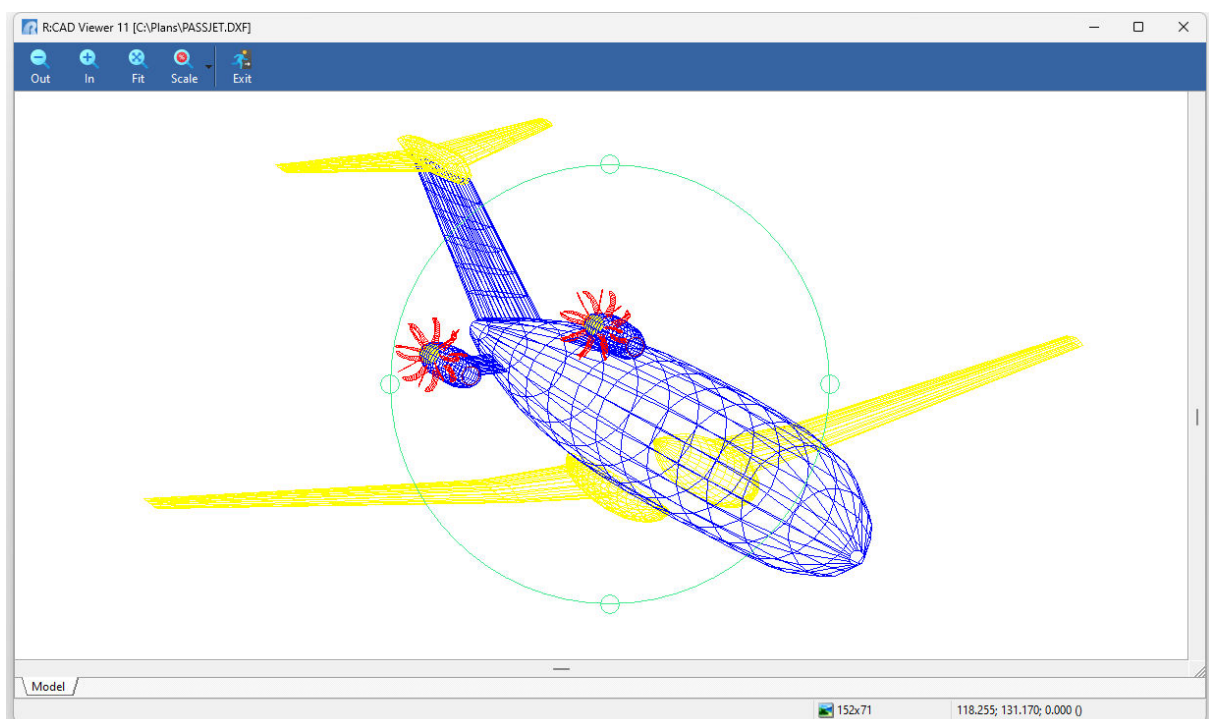 R:CAD Viewer 11 [C:\Plans\PASSJET.DXF]
Out In Fit Scale Exit
Model
152x71 118.255; 131.170; 0.000 ()